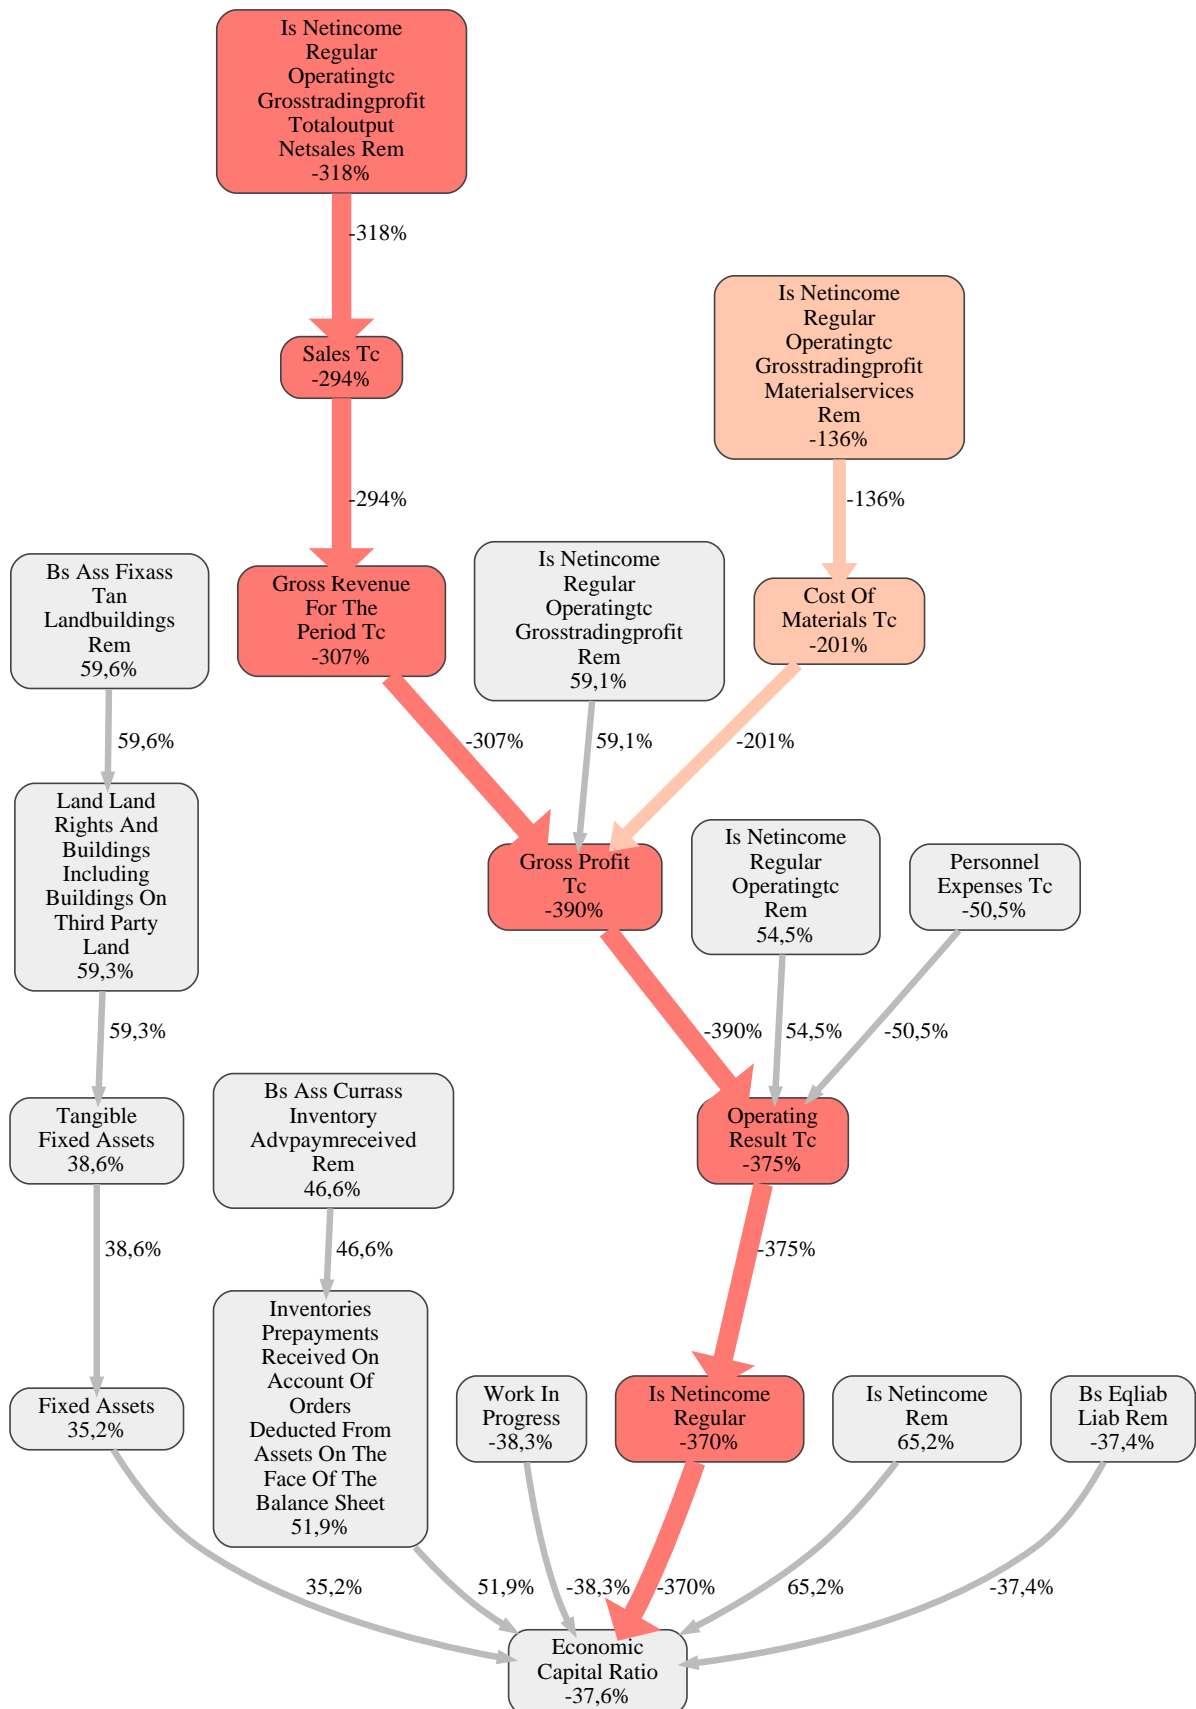 Is Netincome
Regular
Operatingtc
Grosstradingprofit
Totaloutput
Netsales Rem
-318%
-318%
Sales Tc
-294%
Is Netincome
Regular
Operatingtc
Grosstradingprofit
Materialservices
Rem
-136%
-294%
-136%
Bs Ass Fixass
Tan
Landbuildings
Rem
59,6%
Gross Revenue
For The
Period Tc
-307%
Is Netincome
Regular
Operatingtc
Grosstradingprofit
Rem
59,1%
Cost Of
Materials Tc
-201%
59,6%
-307%
59,1%
-201%
Land Land
Rights And
Buildings
Including
Buildings On
Third Party
Land
59,3%
Gross Profit
Tc
-390%
Is Netincome
Regular
Operatingtc
Rem
54,5%
Personnel
Expenses Tc
-50,5%
59,3%
-390%
54,5%
-50,5%
Tangible
Fixed Assets
38,6%
Bs Ass Currass
Inventory
Advpaymreceived
Rem
46,6%
Operating
Result Tc
-375%
38,6%
46,6%
-375%
Fixed Assets
35,2%
Inventories
Prepayments
Received On
Account Of
Orders
Deducted From
Assets On The
Face Of The
Balance Sheet
51,9%
Work In
Progress
-38,3%
Is Netincome
Regular
-370%
Is Netincome
Rem
65,2%
Bs Eqliab
Liab Rem
-37,4%
35,2%
51,9%
-38,3%
-370%
65,2%
-37,4%
Economic
Capital Ratio
-37,6%